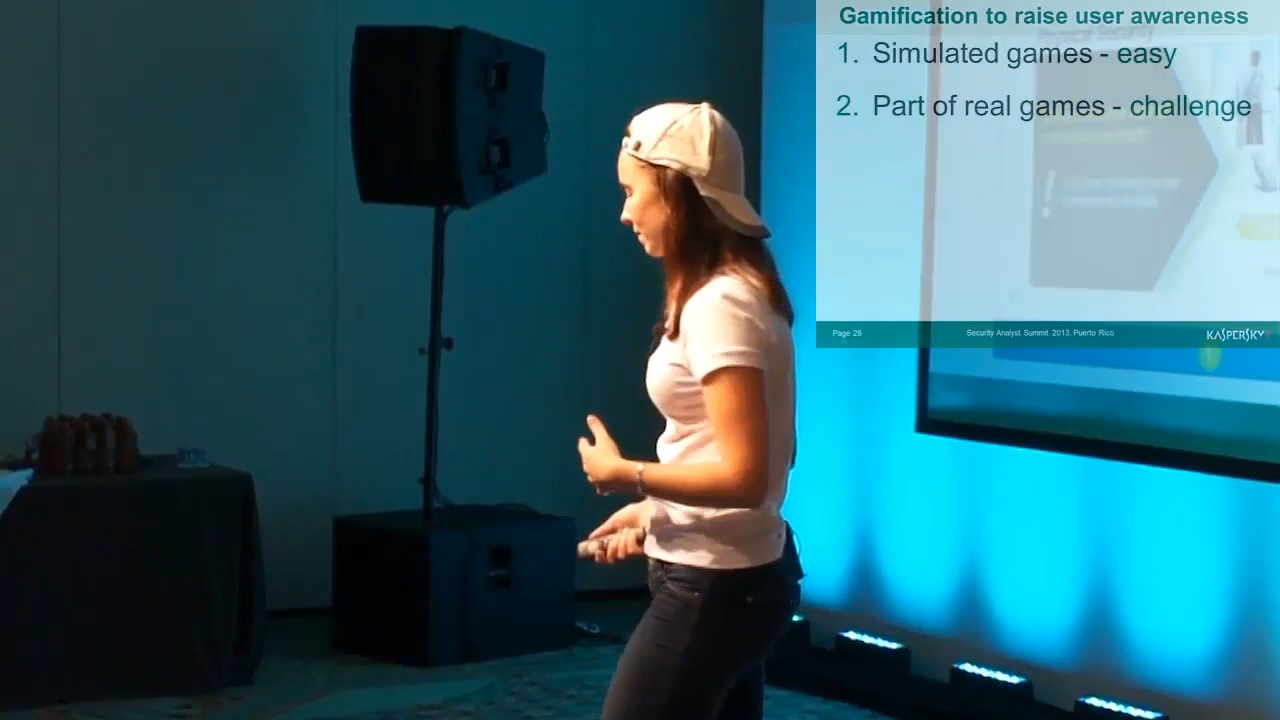 Gamification to raise user awareness
1. Simulated games - easy
2. Part of real games - challenge
Page 28
Security Analyst Summit 2013, Puerto Rico
KASPERSKY